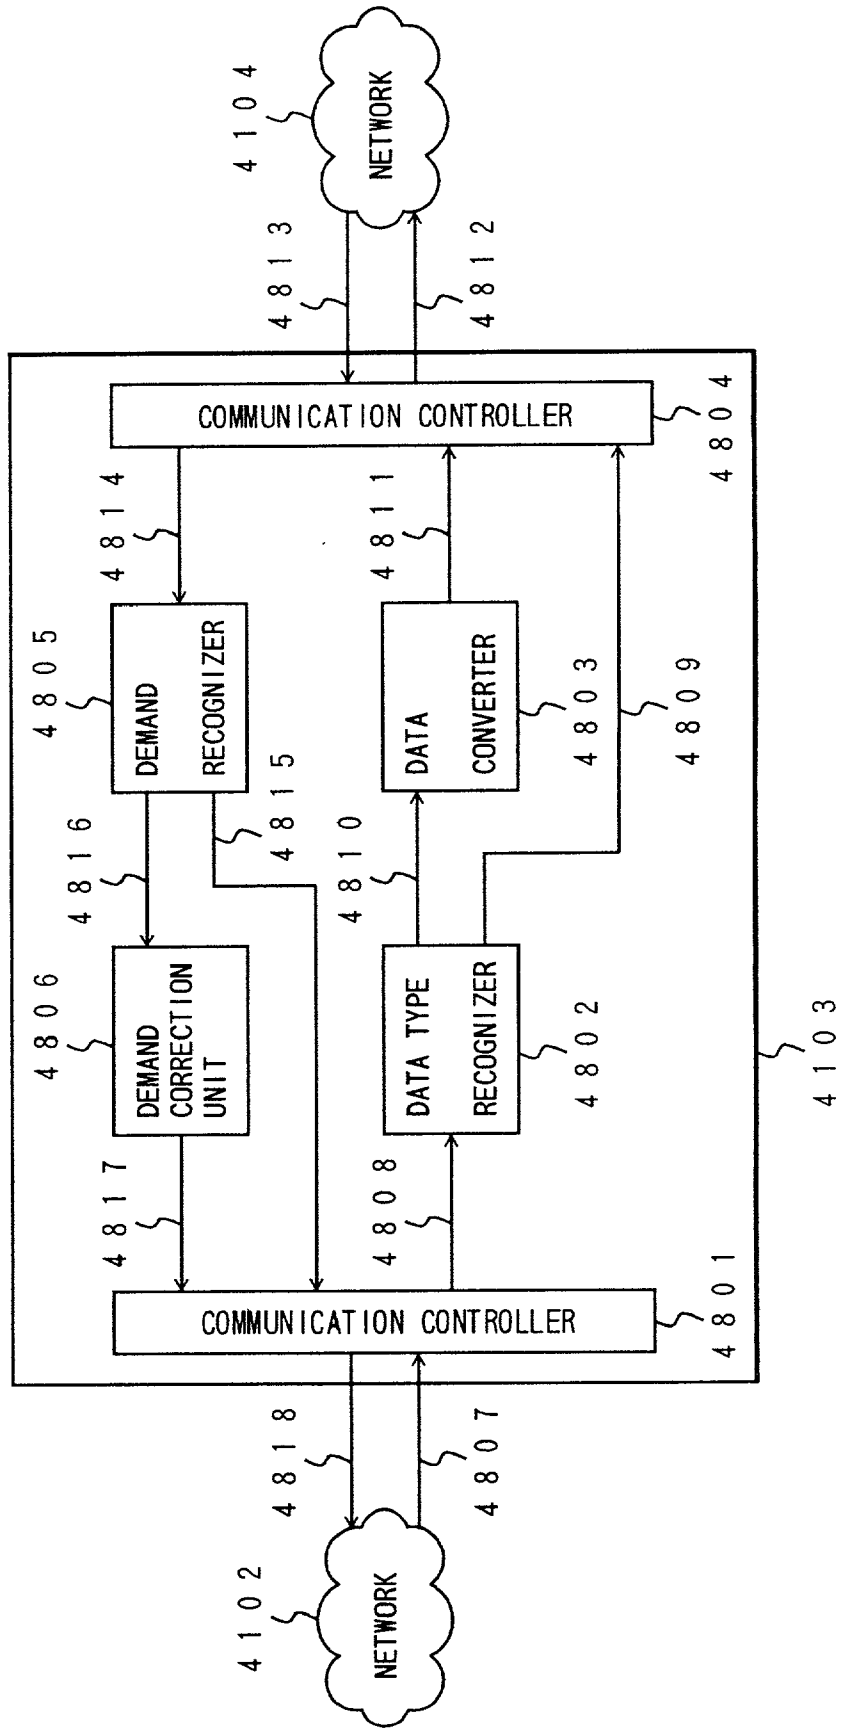 4102
NETWORK
4818
4807
4103
COMMUNICATION CONTROLLER
4801
4817
4808
4806
DEMAND
CORRECTION
UNIT
DATA TYPE
RECOGNIZER
4802
4816
4815
4810
4809
4805
DEMAND
RECOGNIZER
DATA
CONVERTER
4803
4814
4811
COMMUNICATION CONTROLLER
4804
4813
4812
4104
NETWORK